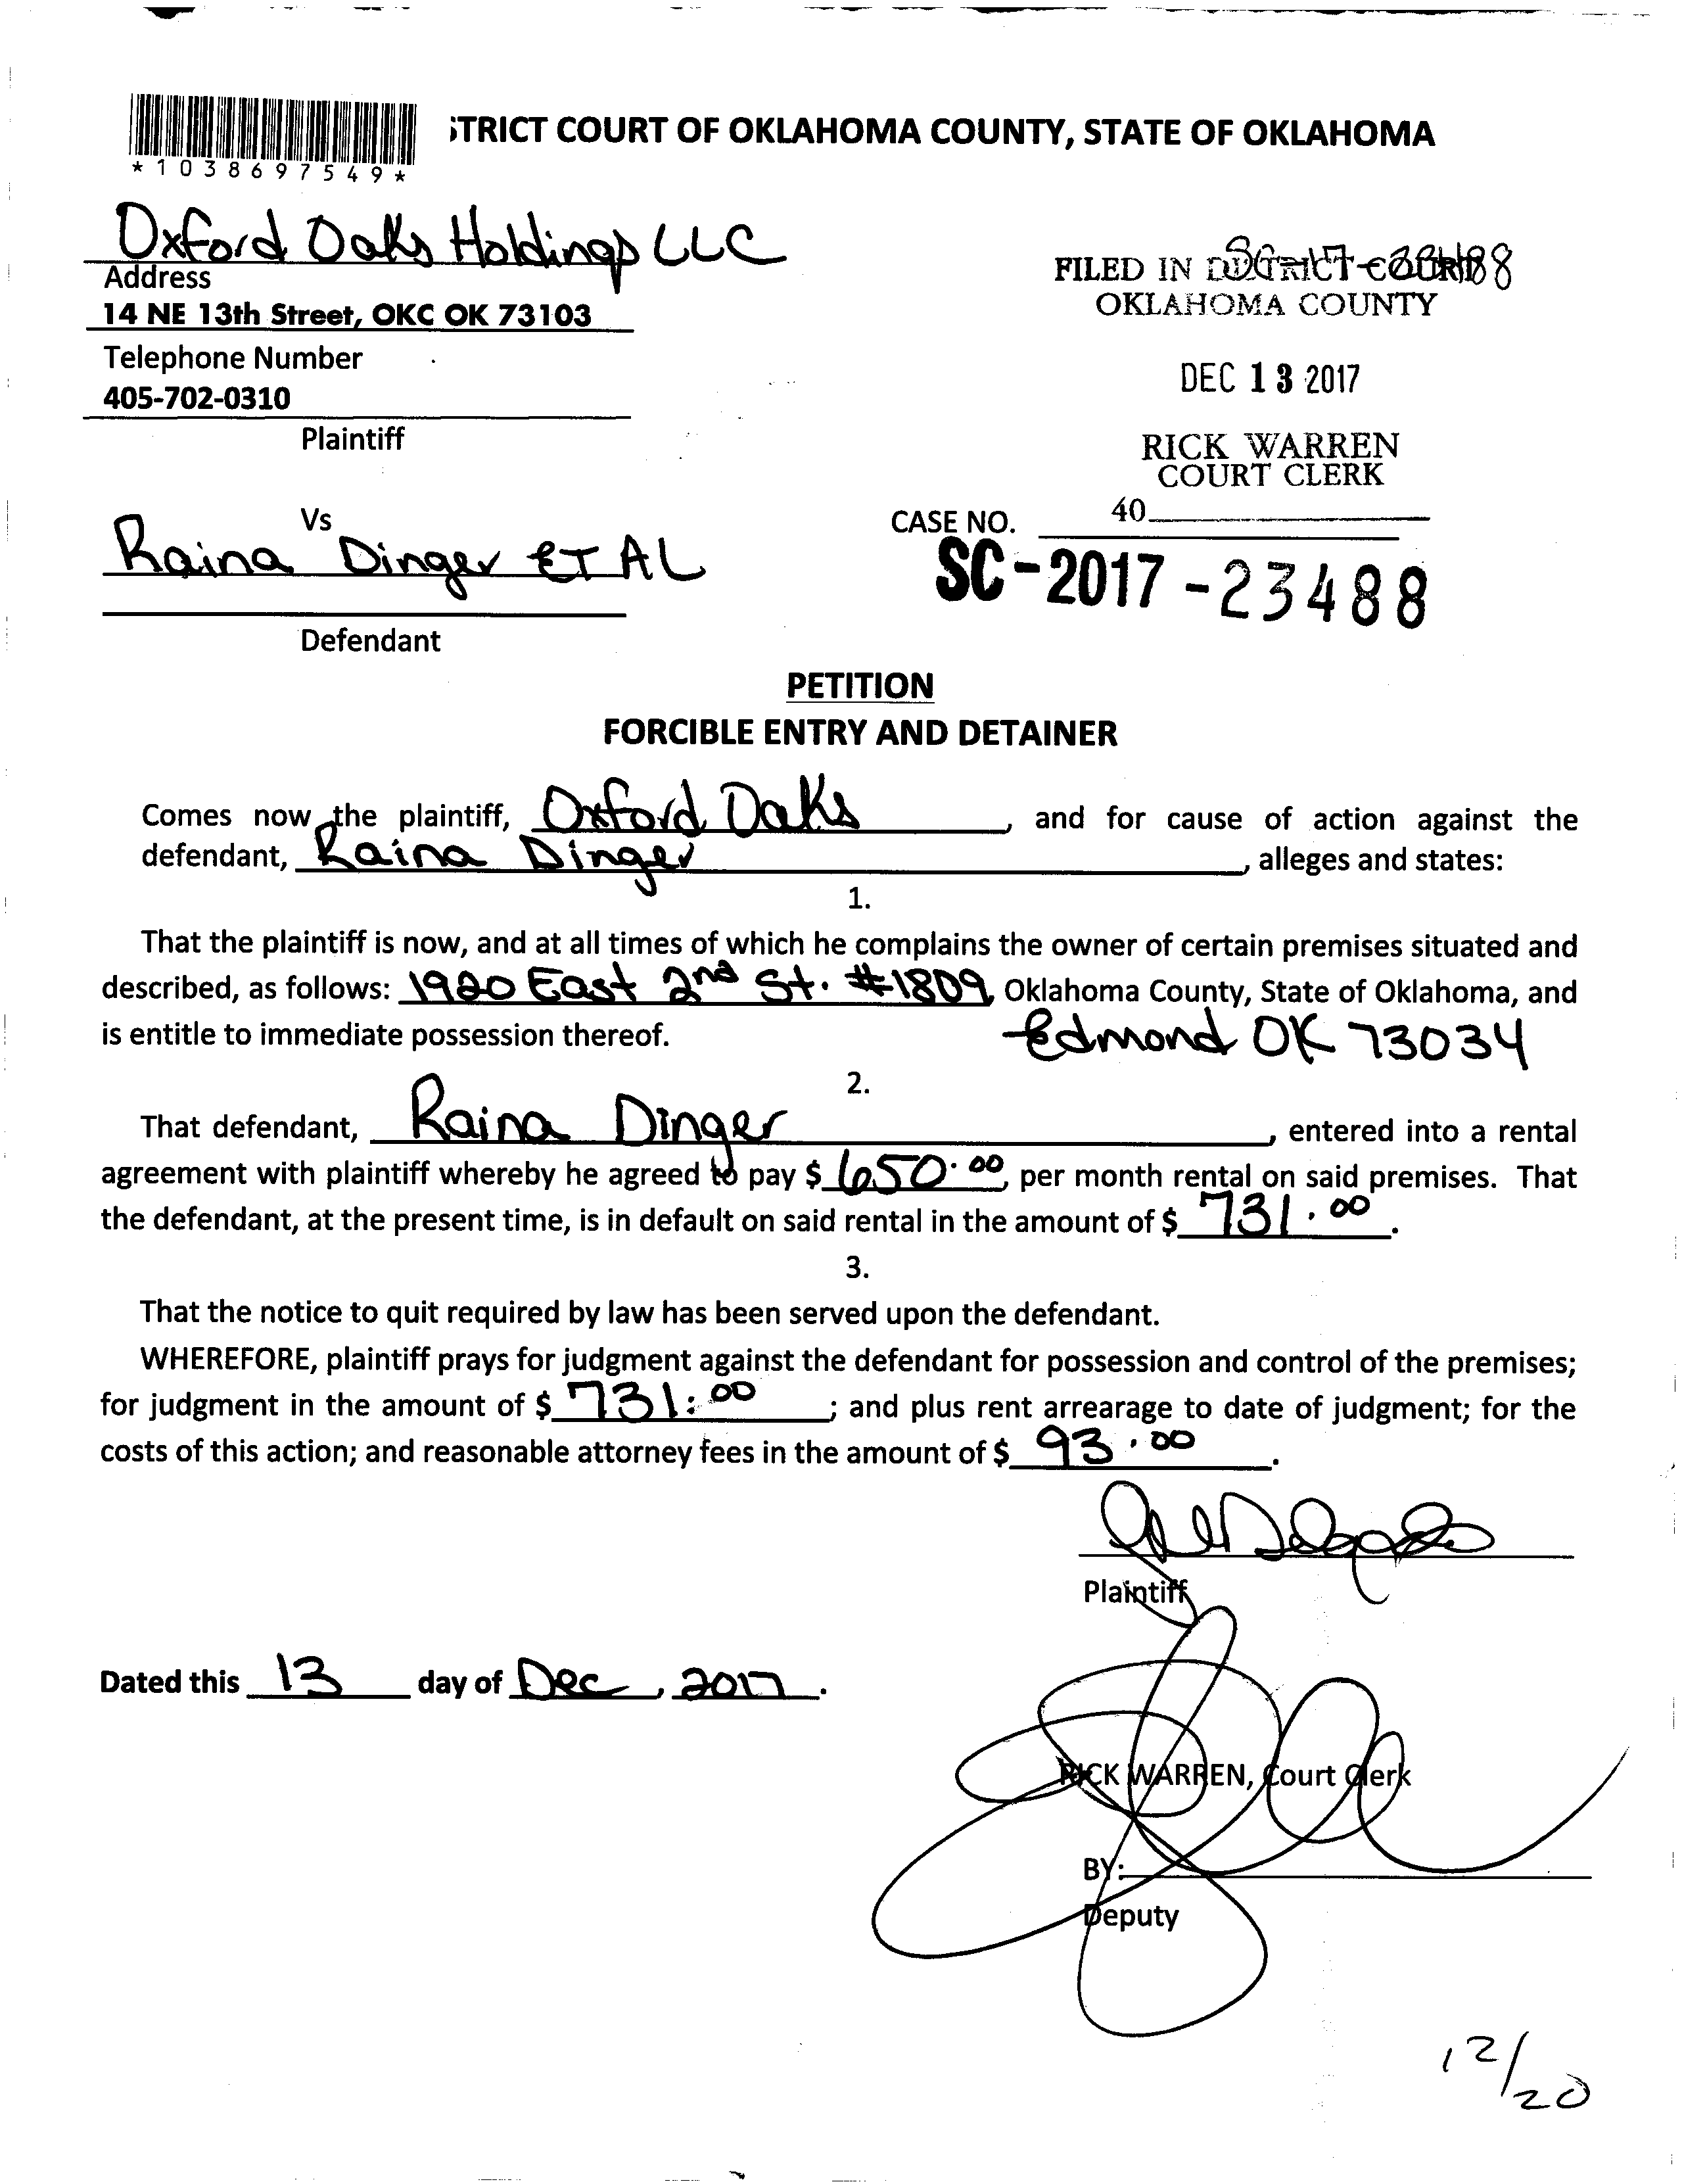 *1038697549*
STRICT COURT OF OKLAHOMA COUNTY, STATE OF OKLAHOMA
Oxford Oaks Holdings LLC
Address
14 NE 13th Street, OKC OK 73103
Telephone Number
405-702-0310
Plaintiff
FILED IN DISTRICT COURT
OKLAHOMA COUNTY
DEC 13 2017
RICK WARREN
COURT CLERK
40
Vs
Raina Dinger ET AL
Defendant
CASE NO.
SC-2017-23488
PETITION
FORCIBLE ENTRY AND DETAINER
Comes now the plaintiff, Oxford Oaks, and for cause of action against the
defendant, Raina Dinger, alleges and states:
1.
That the plaintiff is now, and at all times of which he complains the owner of certain premises situated and
described, as follows: 1920 East 2nd St. #1809, Oklahoma County, State of Oklahoma, and
is entitle to immediate possession thereof. Edmond OK 73034
2.
That defendant, Raina Dinger, entered into a rental
agreement with plaintiff whereby he agreed to pay $ 650.00, per month rental on said premises. That
the defendant, at the present time, is in default on said rental in the amount of $ 731.00.
3.
That the notice to quit required by law has been served upon the defendant.
WHEREFORE, plaintiff prays for judgment against the defendant for possession and control of the premises;
for judgment in the amount of $ 731.00; and plus rent arrearage to date of judgment; for the
costs of this action; and reasonable attorney fees in the amount of $ 93.00.
Plaintiff
Dated this 13 day of Dec, 2017.
RICK WARREN, Court Clerk
BY:
Deputy
12/20